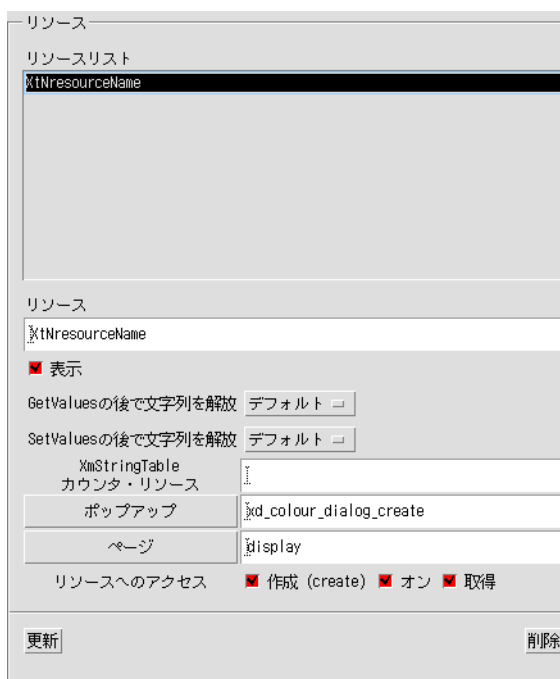 リソース
リソースリスト
XtNresourceName
リソース
XtNresourceName
表示
GetValuesの後で文字列を解放 デフォルト
SetValuesの後で文字列を解放 デフォルト
XmStringTable
カウンタ・リソース
ポップアップ xd_colour_dialog_create
ページ display
リソースへのアクセス 作成 (create) オン 取得
更新 削除